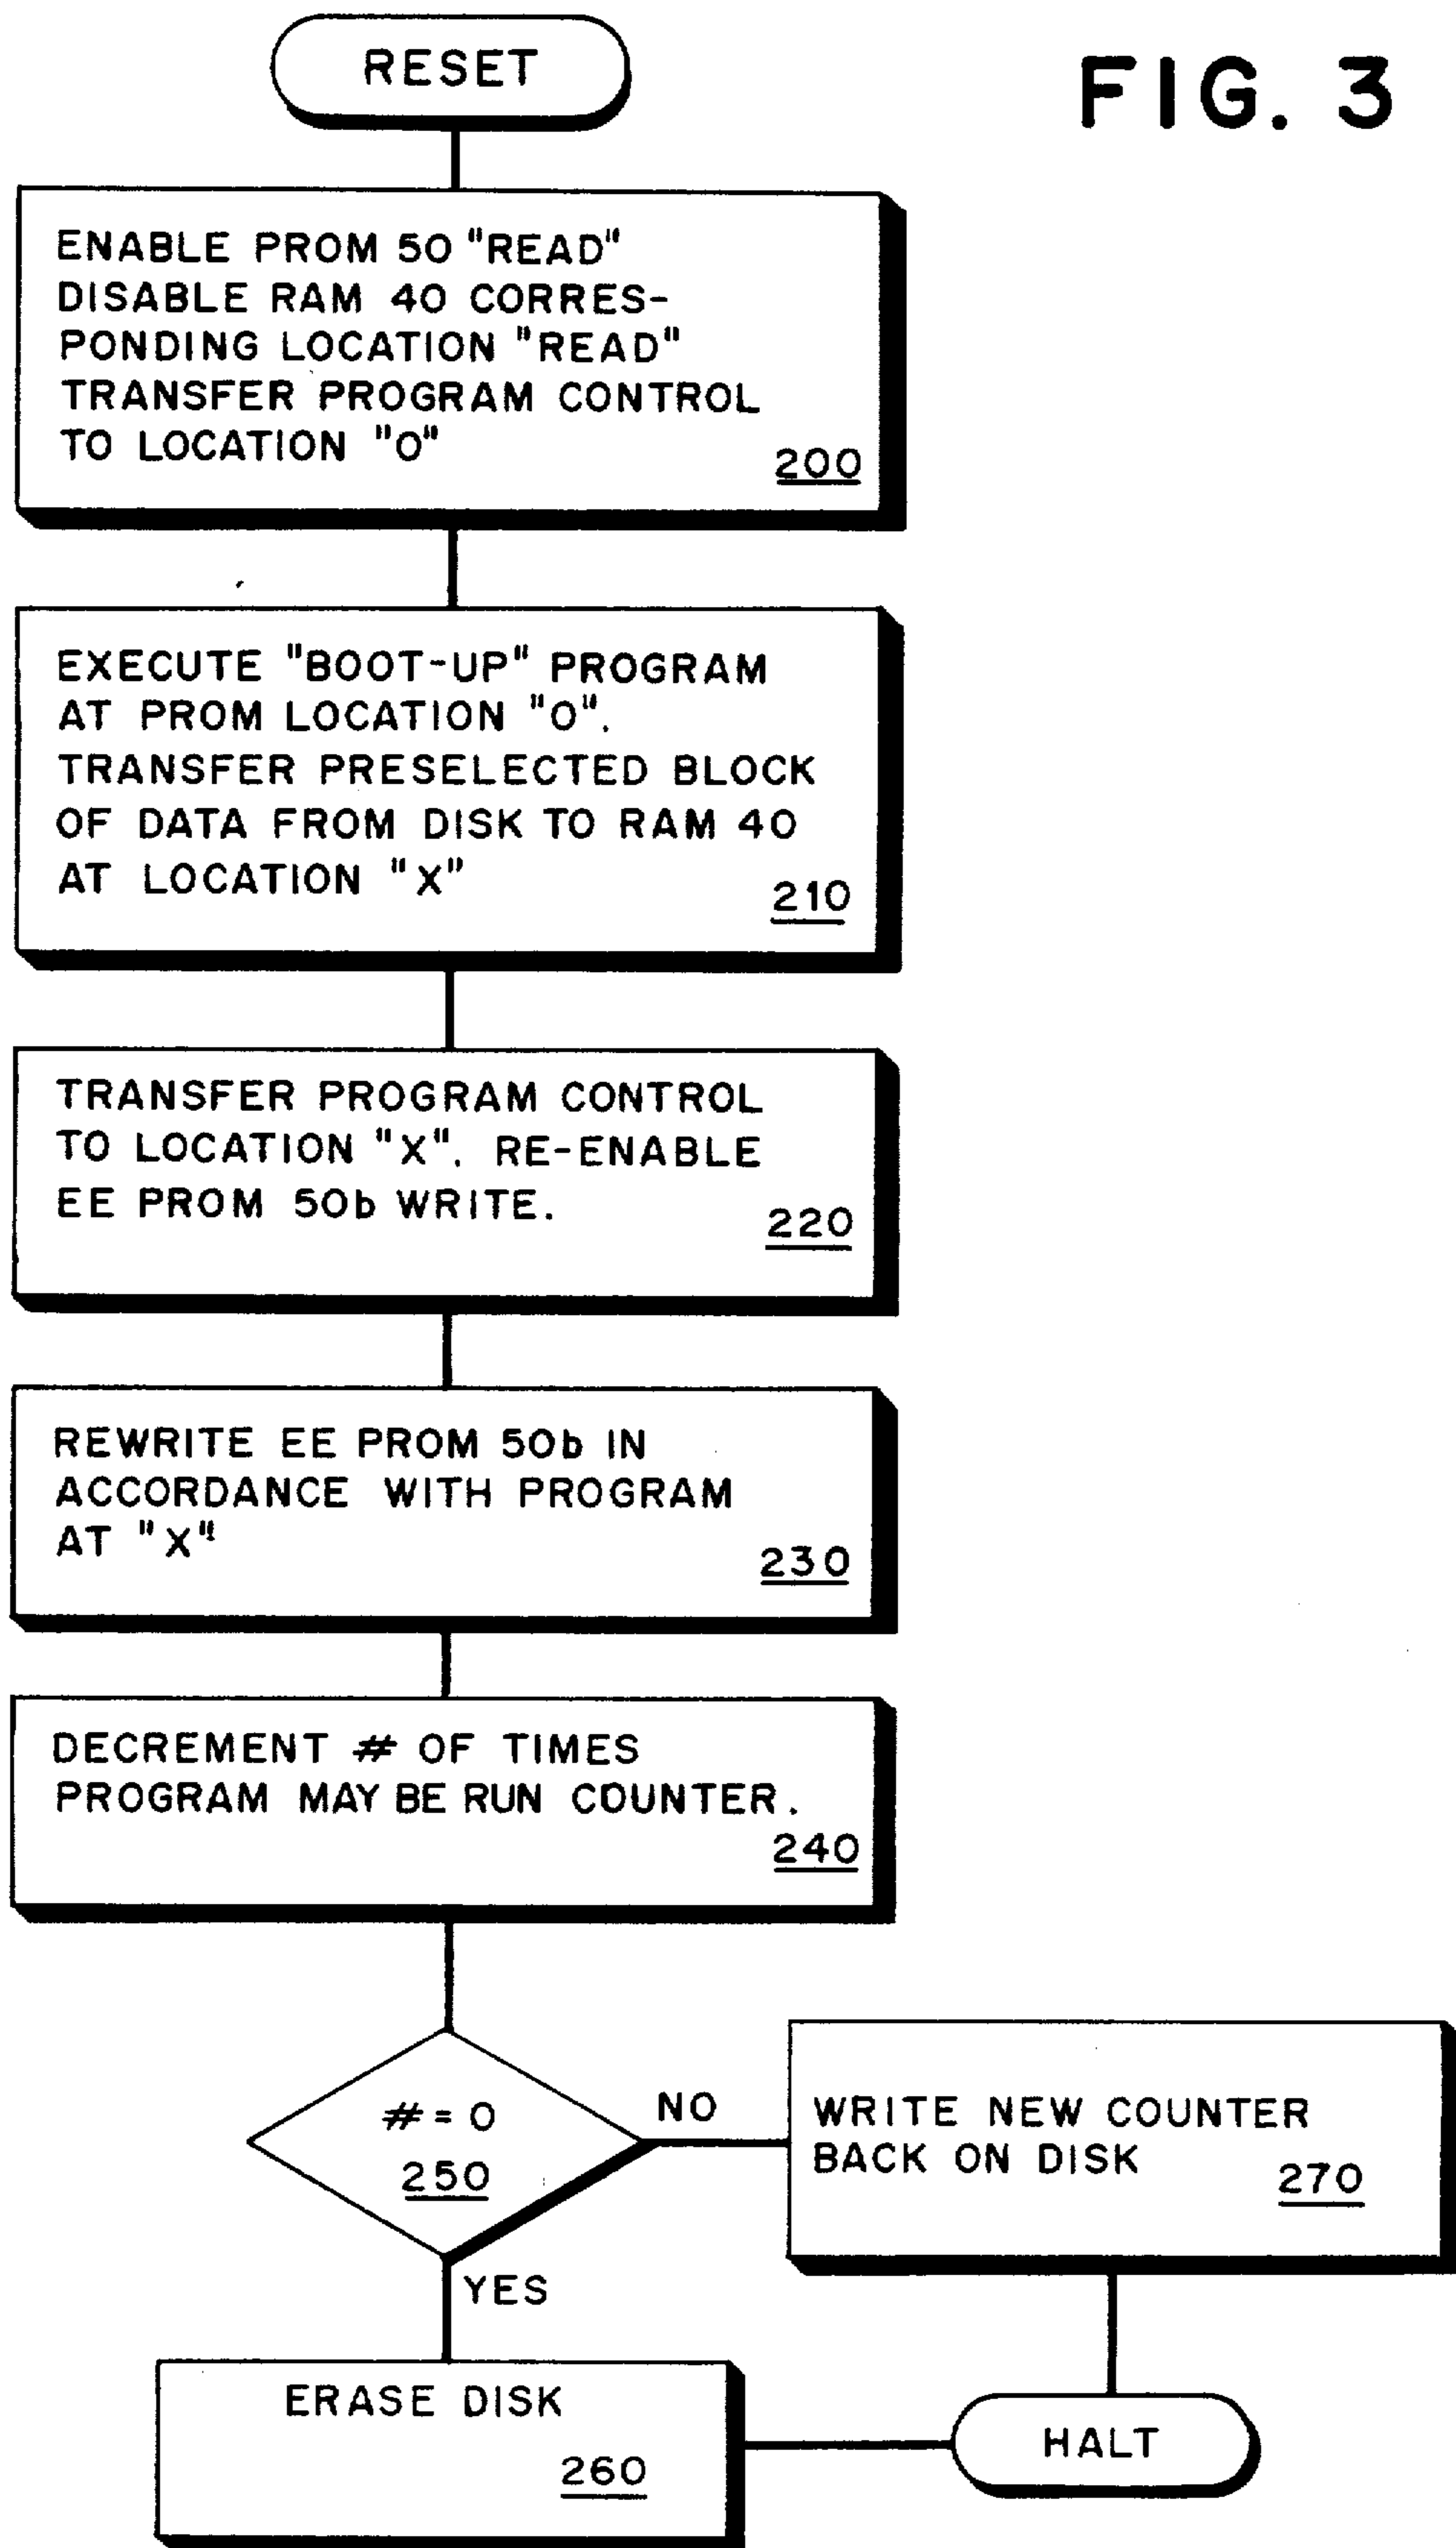 RESET
FIG. 3
ENABLE PROM 50 "READ"
DISABLE RAM 40 CORRES-
PONDING LOCATION "READ"
TRANSFER PROGRAM CONTROL
TO LOCATION "0"
200
EXECUTE "BOOT-UP" PROGRAM
AT PROM LOCATION "0".
TRANSFER PRESELECTED BLOCK
OF DATA FROM DISK TO RAM 40
AT LOCATION "X"
210
TRANSFER PROGRAM CONTROL
TO LOCATION "X". RE-ENABLE
EE PROM 50b WRITE.
220
REWRITE EE PROM 50b IN
ACCORDANCE WITH PROGRAM
AT "X"
230
DECREMENT # OF TIMES
PROGRAM MAY BE RUN COUNTER.
240
# = 0
250
NO
WRITE NEW COUNTER
BACK ON DISK
270
YES
ERASE DISK
260
HALT